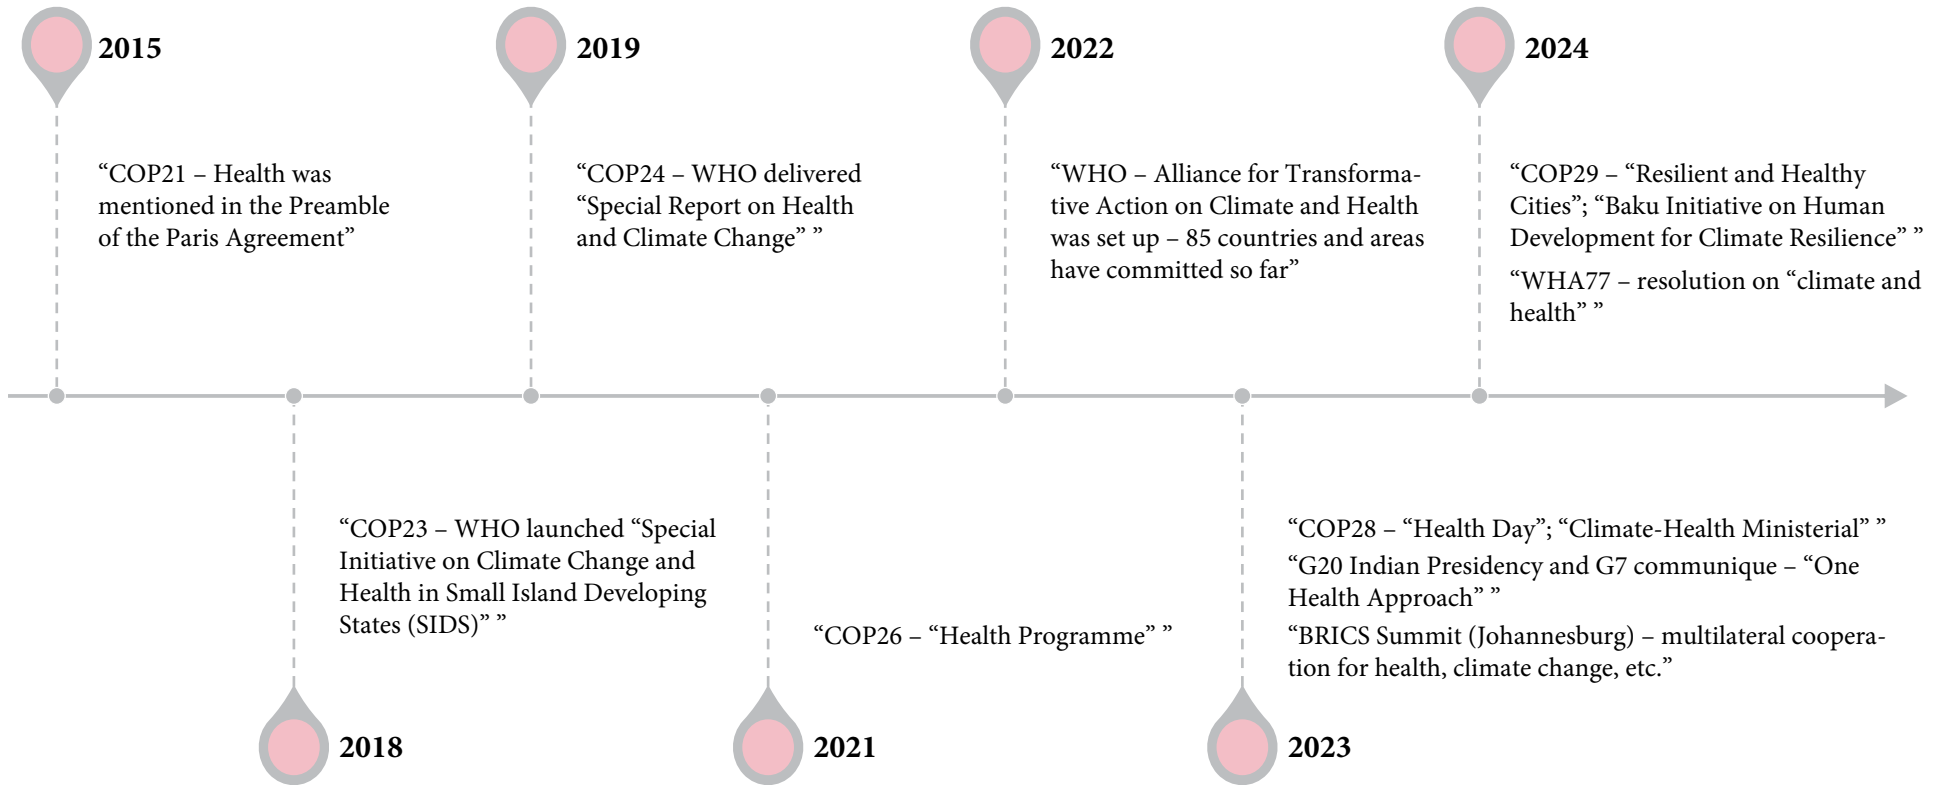 2015
“COP21 – Health was
mentioned in the Preamble
of the Paris Agreement”
2019
“COP24 – WHO delivered
“Special Report on Health
and Climate Change” ”
2022
“WHO – Alliance for Transforma-
tive Action on Climate and Health
was set up – 85 countries and areas
have committed so far”
2024
“COP29 – “Resilient and Healthy
Cities”; “Baku Initiative on Human
Development for Climate Resilience” ”
“WHA77 – resolution on “climate and
health” ”
“COP23 – WHO launched “Special
Initiative on Climate Change and
Health in Small Island Developing
States (SIDS)” ”
2018
“COP26 – “Health Programme” ”
2021
“COP28 – “Health Day”; “Climate-Health Ministerial” ”
“G20 Indian Presidency and G7 communique – “One
Health Approach” ”
“BRICS Summit (Johannesburg) – multilateral coopera-
tion for health, climate change, etc.”
2023